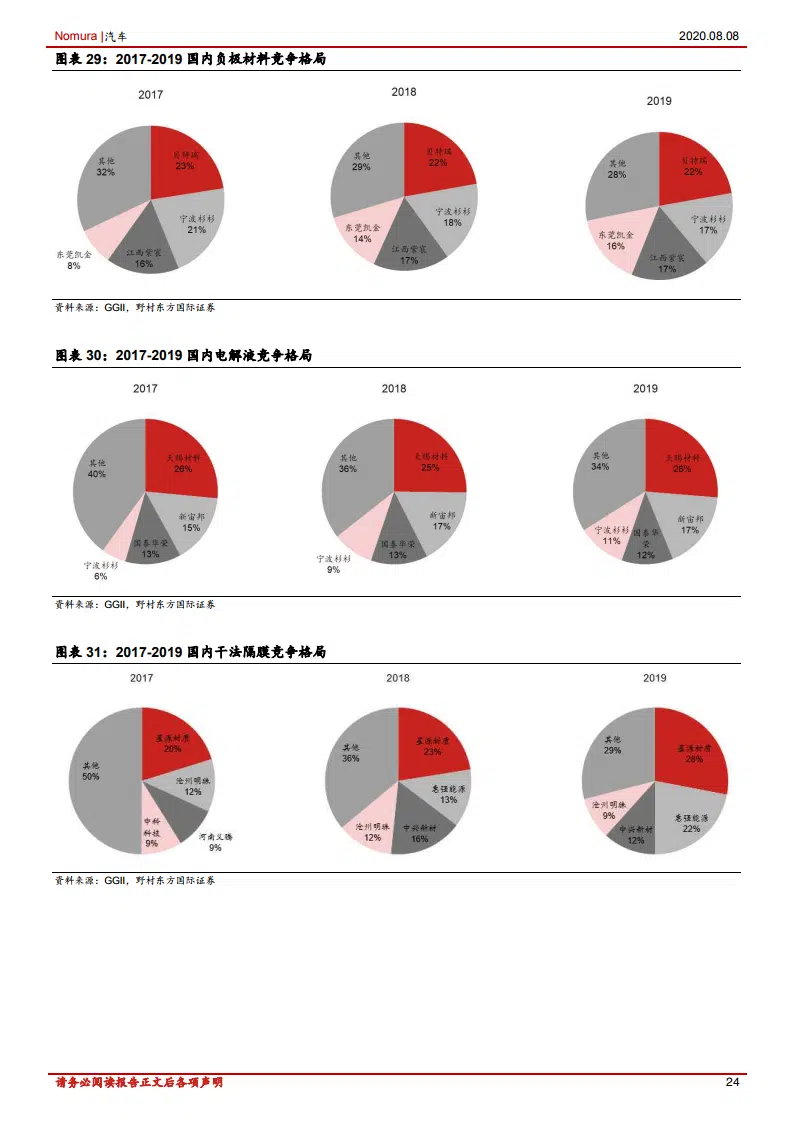 Nomura |汽车
2020.08.08
图表 29：2017-2019 国内负极材料竞争格局
2017
贝特瑞
23%
宁波杉杉
21%
江西紫宸
16%
东莞凯金
8%
其他
32%
2018
贝特瑞
22%
宁波杉杉
18%
江西紫宸
17%
东莞凯金
14%
其他
29%
2019
贝特瑞
22%
宁波杉杉
17%
江西紫宸
17%
东莞凯金
16%
其他
28%
资料来源：GGII，野村东方国际证券
图表 30：2017-2019 国内电解液竞争格局
2017
天赐材料
26%
新宙邦
15%
国泰华荣
13%
宁波杉杉
6%
其他
40%
2018
天赐材料
25%
新宙邦
17%
国泰华荣
13%
宁波杉杉
9%
其他
36%
2019
天赐材料
26%
新宙邦
17%
国泰华
荣
12%
宁波杉杉
11%
其他
34%
资料来源：GGII，野村东方国际证券
图表 31：2017-2019 国内干法隔膜竞争格局
2017
星源材质
20%
沧州明珠
12%
河南义腾
9%
中科
科技
9%
其他
50%
2018
星源材质
23%
惠强能源
13%
中兴新材
16%
沧州明珠
12%
其他
36%
2019
星源材质
28%
惠强能源
22%
中兴新材
12%
沧州明珠
9%
其他
29%
资料来源：GGII，野村东方国际证券
请务必阅读报告正文后各项声明
24